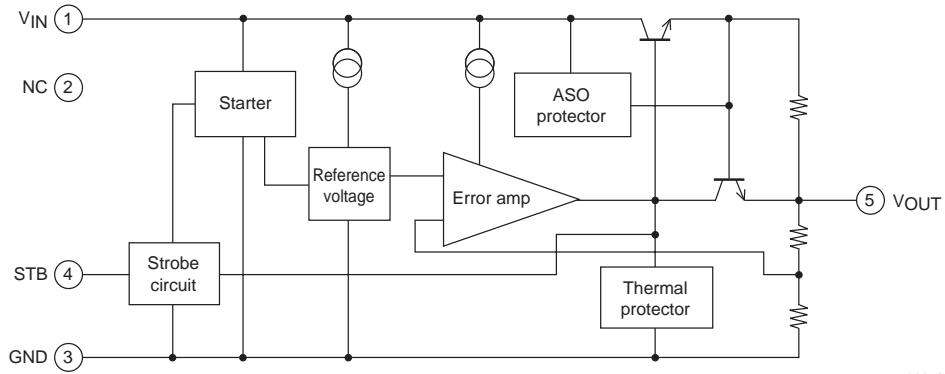 VIN 1
NC 2
Starter
ASO
protector
Reference
voltage
Error amp
5 VOUT
STB 4
Strobe
circuit
Thermal
protector
GND 3